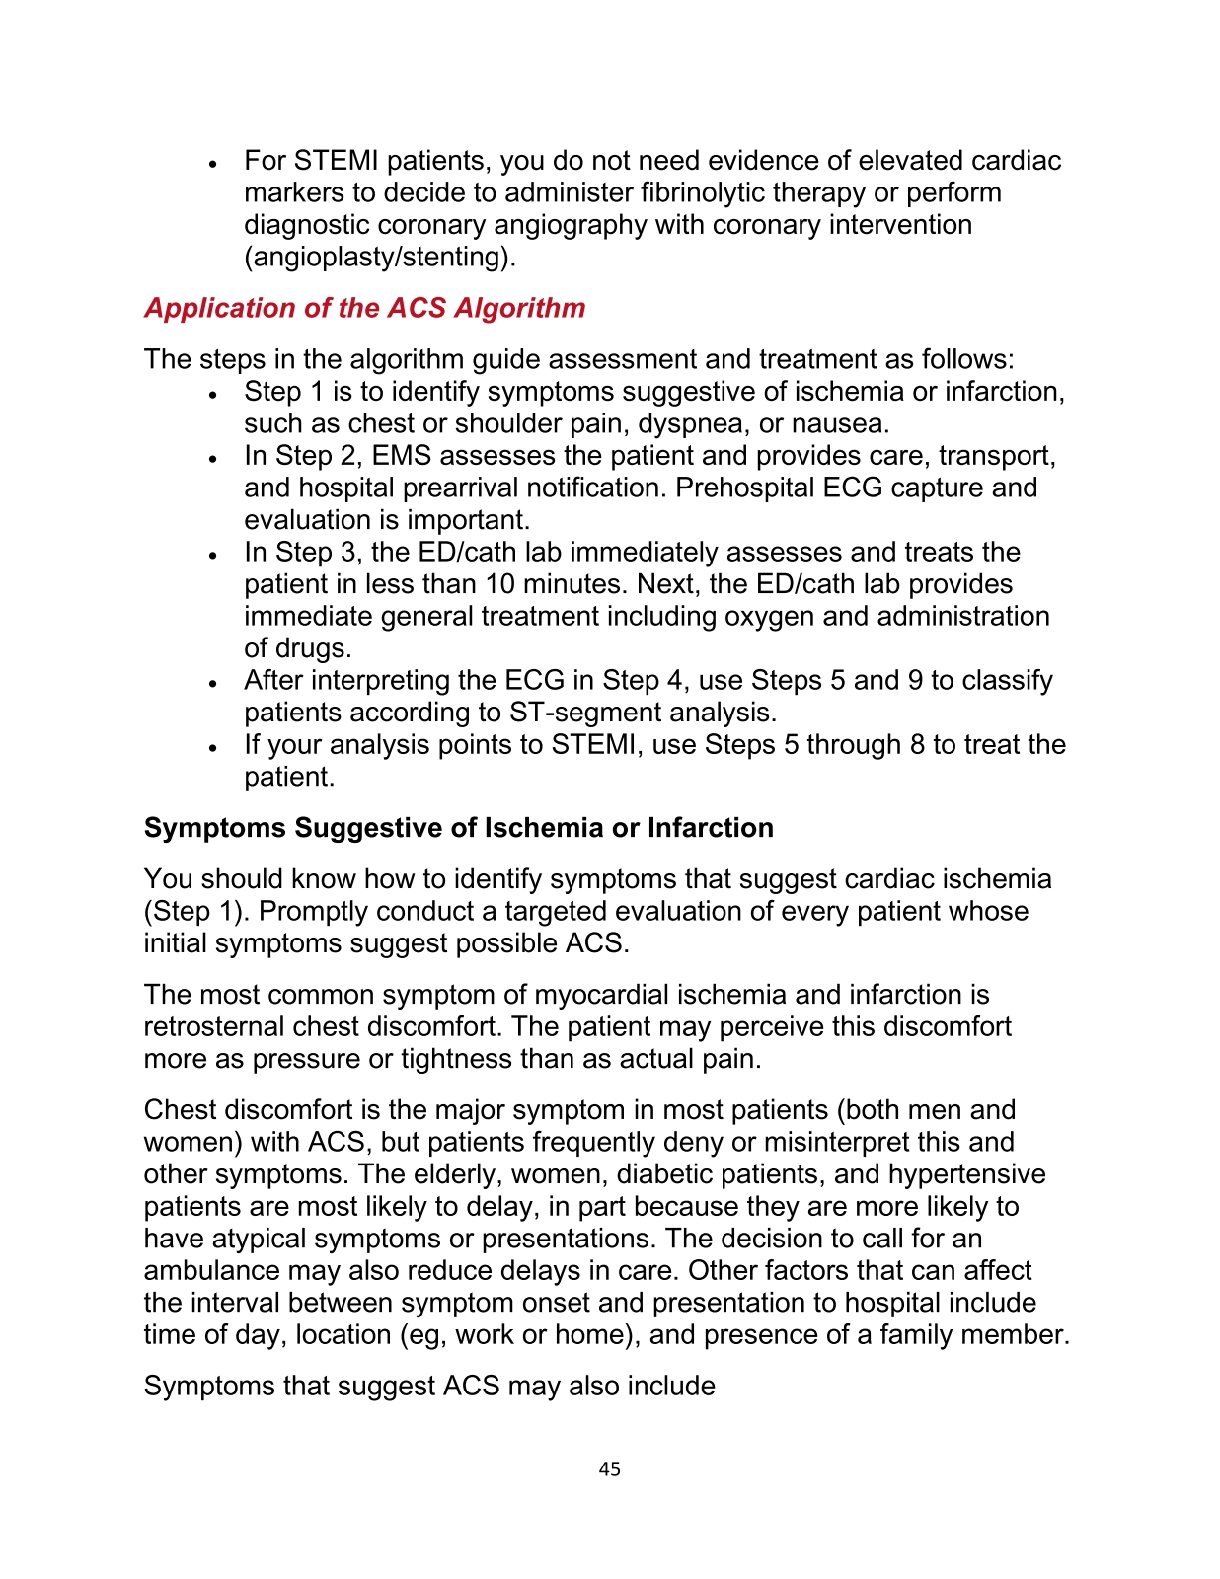 • For STEMI patients, you do not need evidence of elevated cardiac
markers to decide to administer fibrinolytic therapy or perform
diagnostic coronary angiography with coronary intervention
(angioplasty/stenting).
Application of the ACS Algorithm
The steps in the algorithm guide assessment and treatment as follows:
• Step 1 is to identify symptoms suggestive of ischemia or infarction,
such as chest or shoulder pain, dyspnea, or nausea.
• In Step 2, EMS assesses the patient and provides care, transport,
and hospital prearrival notification. Prehospital ECG capture and
evaluation is important.
• In Step 3, the ED/cath lab immediately assesses and treats the
patient in less than 10 minutes. Next, the ED/cath lab provides
immediate general treatment including oxygen and administration
of drugs.
• After interpreting the ECG in Step 4, use Steps 5 and 9 to classify
patients according to ST-segment analysis.
• If your analysis points to STEMI, use Steps 5 through 8 to treat the
patient.
Symptoms Suggestive of Ischemia or Infarction
You should know how to identify symptoms that suggest cardiac ischemia
(Step 1). Promptly conduct a targeted evaluation of every patient whose
initial symptoms suggest possible ACS.
The most common symptom of myocardial ischemia and infarction is
retrosternal chest discomfort. The patient may perceive this discomfort
more as pressure or tightness than as actual pain.
Chest discomfort is the major symptom in most patients (both men and
women) with ACS, but patients frequently deny or misinterpret this and
other symptoms. The elderly, women, diabetic patients, and hypertensive
patients are most likely to delay, in part because they are more likely to
have atypical symptoms or presentations. The decision to call for an
ambulance may also reduce delays in care. Other factors that can affect
the interval between symptom onset and presentation to hospital include
time of day, location (eg, work or home), and presence of a family member.
Symptoms that suggest ACS may also include
45